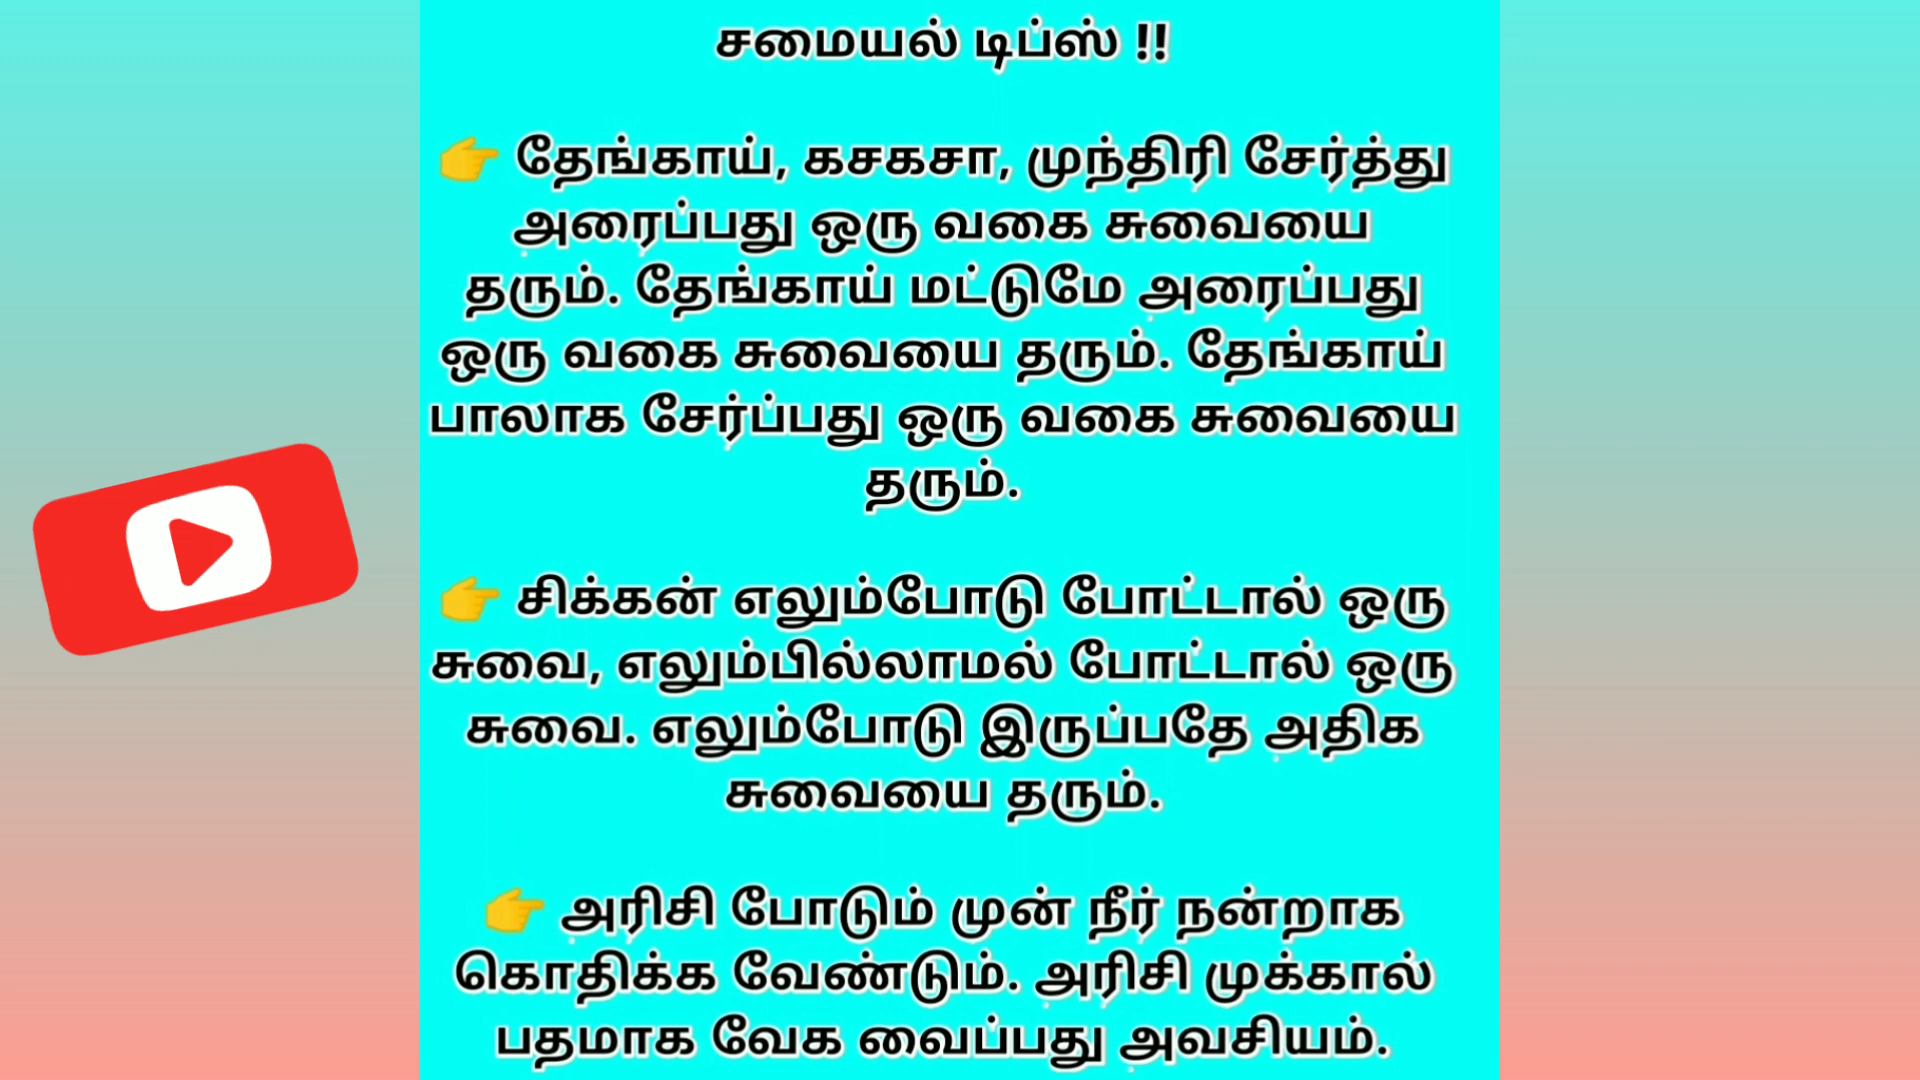 சமையல் டிப்ஸ் !!
👉 தேங்காய், கசகசா, முந்திரி சேர்த்து
அரைப்பது ஒரு வகை சுவையை
தரும். தேங்காய் மட்டுமே அரைப்பது
ஒரு வகை சுவையை தரும். தேங்காய்
பாலாக சேர்ப்பது ஒரு வகை சுவையை
தரும்.
👉 சிக்கன் எலும்போடு போட்டால் ஒரு
சுவை, எலும்பில்லாமல் போட்டால் ஒரு
சுவை. எலும்போடு இருப்பதே அதிக
சுவையை தரும்.
👉 அரிசி போடும் முன் நீர் நன்றாக
கொதிக்க வேண்டும். அரிசி முக்கால்
பதமாக வேக வைப்பது அவசியம்.